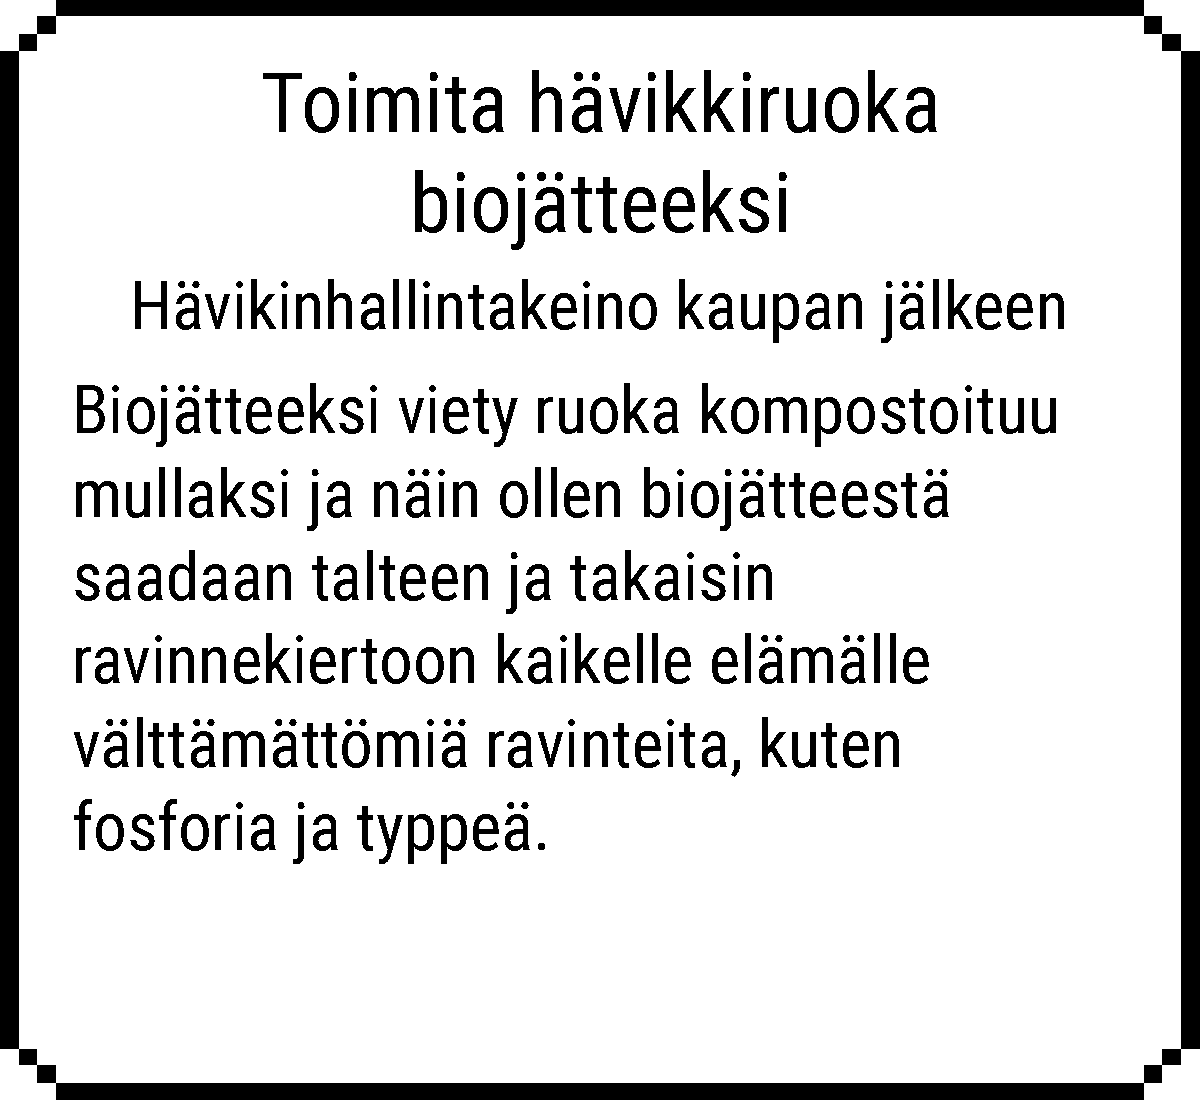 Toimita hävikkiruoka
biojätteeksi
Hävikinhallintakeino kaupan jälkeen
Biojätteeksi viety ruoka kompostoituu
mullaksi ja näin ollen biojätteestä
saadaan talteen ja takaisin
ravinnekiertoon kaikelle elämälle
välttämättömiä ravinteita, kuten
fosforia ja typpeä.